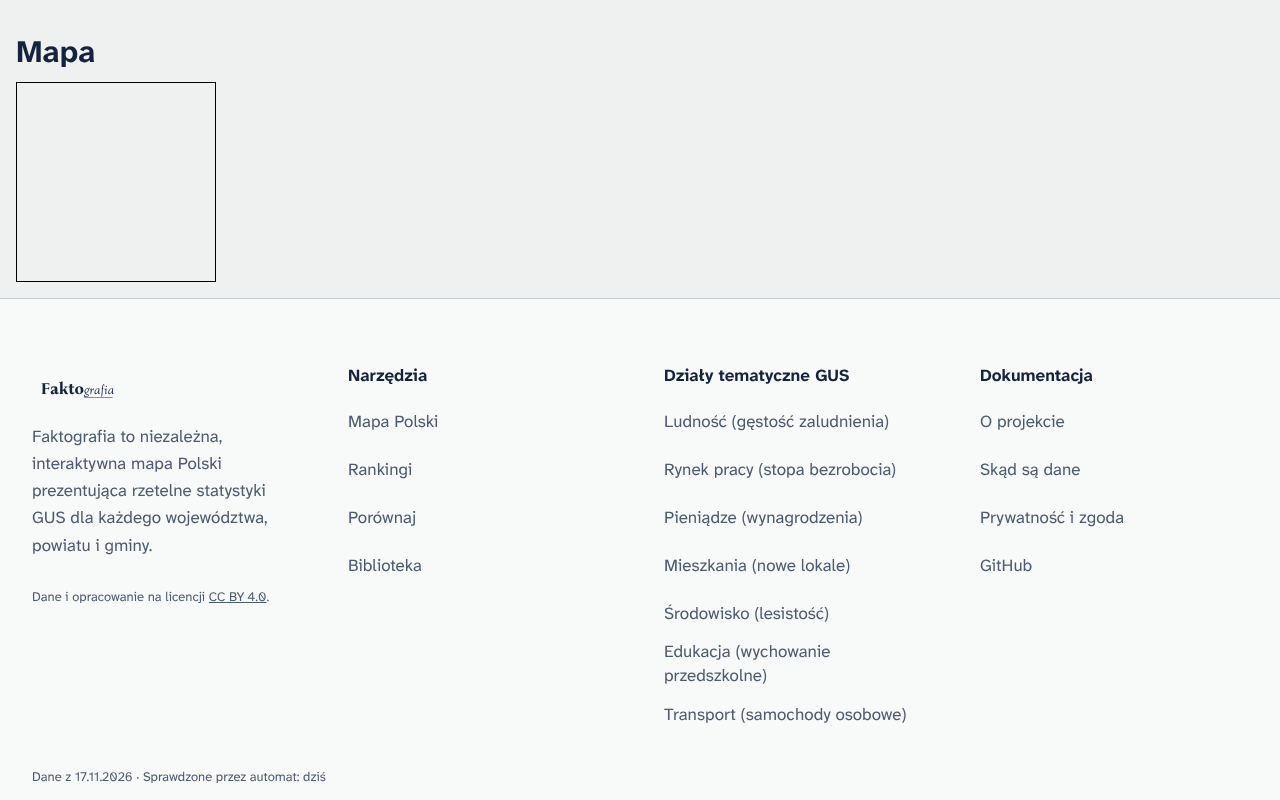 Mapa
Faktografia
Faktografia to niezależna,
interaktywna mapa Polski
prezentująca rzetelne statystyki
GUS dla każdego województwa,
powiatu i gminy.
Dane i opracowanie na licencji CC BY 4.0.
Narzędzia
Mapa Polski
Rankingi
Porównaj
Biblioteka
Działy tematyczne GUS
Ludność (gęstość zaludnienia)
Rynek pracy (stopa bezrobocia)
Pieniądze (wynagrodzenia)
Mieszkania (nowe lokale)
Środowisko (lesistość)
Edukacja (wychowanie
przedszkolne)
Transport (samochody osobowe)
Dokumentacja
O projekcie
Skąd są dane
Prywatność i zgoda
GitHub
Dane z 17.11.2026 · Sprawdzone przez automat: dziś